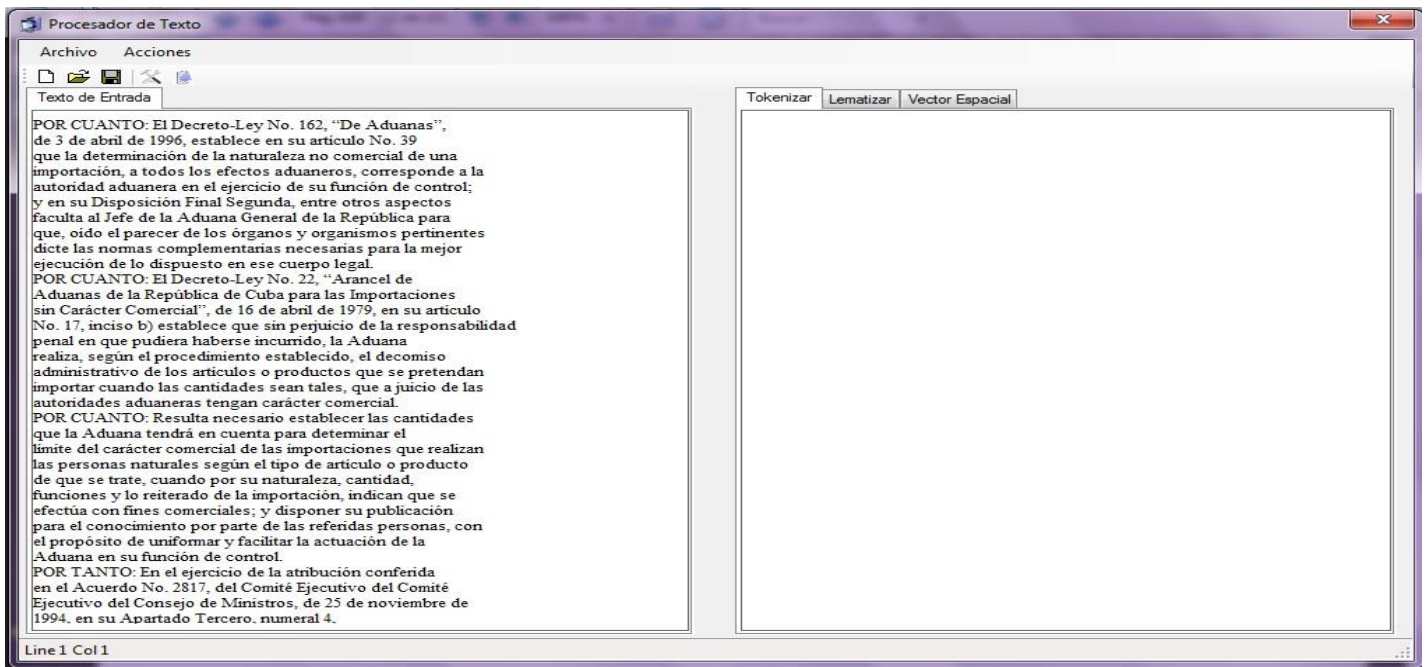 Procesador de Texto
Archivo Acciones
Texto de Entrada
Tokenizar Lematizar Vector Espacial
POR CUANTO: El Decreto-Ley No. 162, “De Aduanas”,
de 3 de abril de 1996, establece en su artículo No. 39
que la determinación de la naturaleza no comercial de una
importación, a todos los efectos aduaneros, corresponde a la
autoridad aduanera en el ejercicio de su función de control;
y en su Disposición Final Segunda, entre otros aspectos
faculta al Jefe de la Aduana General de la República para
que, oído el parecer de los órganos y organismos pertinentes
dicte las normas complementarias necesarias para la mejor
ejecución de lo dispuesto en ese cuerpo legal.
POR CUANTO: El Decreto-Ley No. 22, “Arancel de
Aduanas de la República de Cuba para las Importaciones
sin Carácter Comercial”, de 16 de abril de 1979, en su artículo
No. 17, inciso b) establece que sin perjuicio de la responsabilidad
penal en que pudiera haberse incurrido, la Aduana
realiza, según el procedimiento establecido, el decomiso
administrativo de los artículos o productos que se pretendan
importar cuando las cantidades sean tales, que a juicio de las
autoridades aduaneras tengan carácter comercial.
POR CUANTO: Resulta necesario establecer las cantidades
que la Aduana tendrá en cuenta para determinar el
límite del carácter comercial de las importaciones que realizan
las personas naturales según el tipo de artículo o producto
de que se trate, cuando por su naturaleza, cantidad,
funciones y lo reiterado de la importación, indican que se
efectúa con fines comerciales; y disponer su publicación
para el conocimiento por parte de las referidas personas, con
el propósito de uniformar y facilitar la actuación de la
Aduana en su función de control.
POR TANTO: En el ejercicio de la atribución conferida
en el Acuerdo No. 2817, del Comité Ejecutivo del Comité
Ejecutivo del Consejo de Ministros, de 25 de noviembre de
1994, en su Apartado Tercero, numeral 4,
Line 1 Col 1